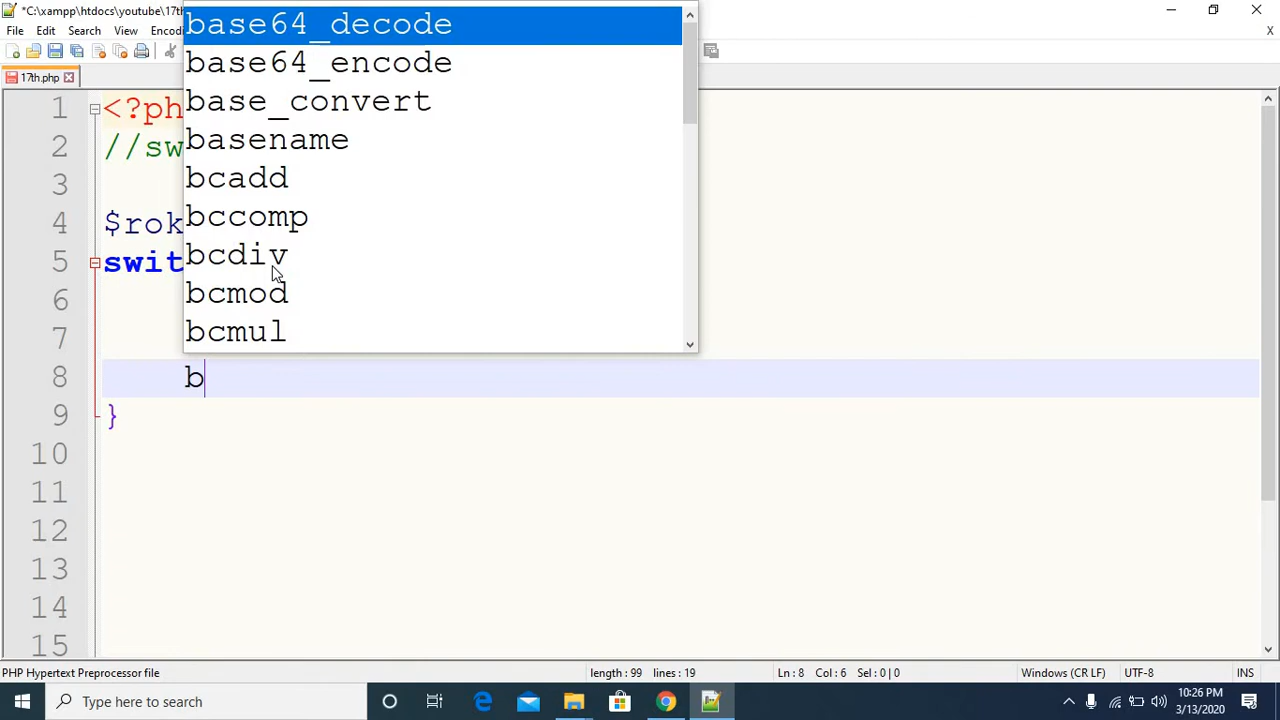 *C:\xampp\htdocs\youtube\17th
File Edit Search View Encodi
X
17th.php
base64_decode
base64_encode
base_convert
basename
bcadd
bccomp
bcdiv
bcmod
bcmul
1 <?ph
2 //sw
3
4 $rok
5 swit
6
7
8 b
9 }
10
11
12
13
14
15
PHP Hypertext Preprocessor file length : 99 lines : 19 Ln : 8 Col : 6 Sel : 0 | 0 Windows (CR LF) UTF-8 INS
Type here to search
10:26 PM
3/13/2020